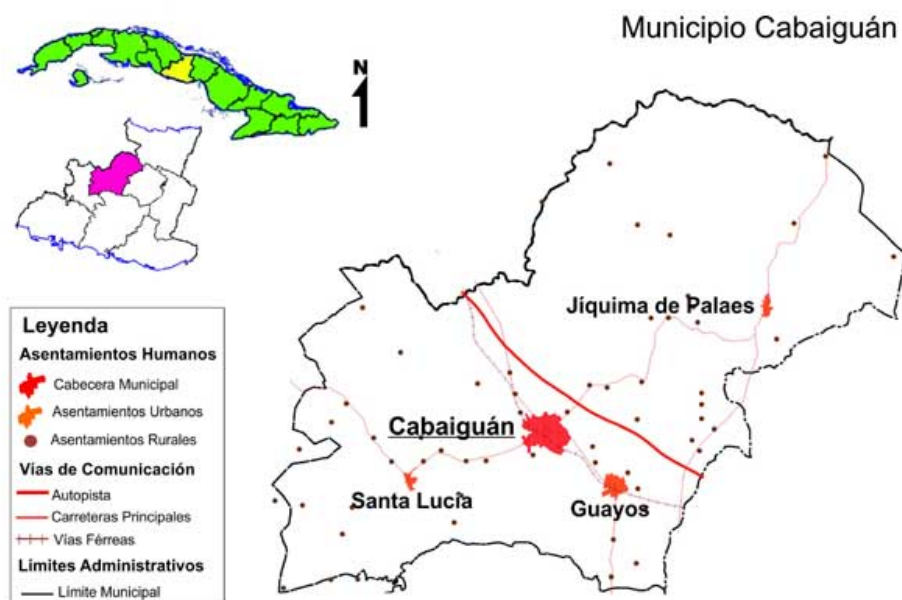 Municipio Cabaiguán
N
Jíquima de Palaes
Cabaiguán
Santa Lucía
Guayos
Leyenda
Asentamientos Humanos
Cabecera Municipal
Asentamientos Urbanos
Asentamientos Rurales
Vías de Comunicación
Autopista
Carreteras Principales
Vías Férreas
Límites Administrativos
Límite Municipal